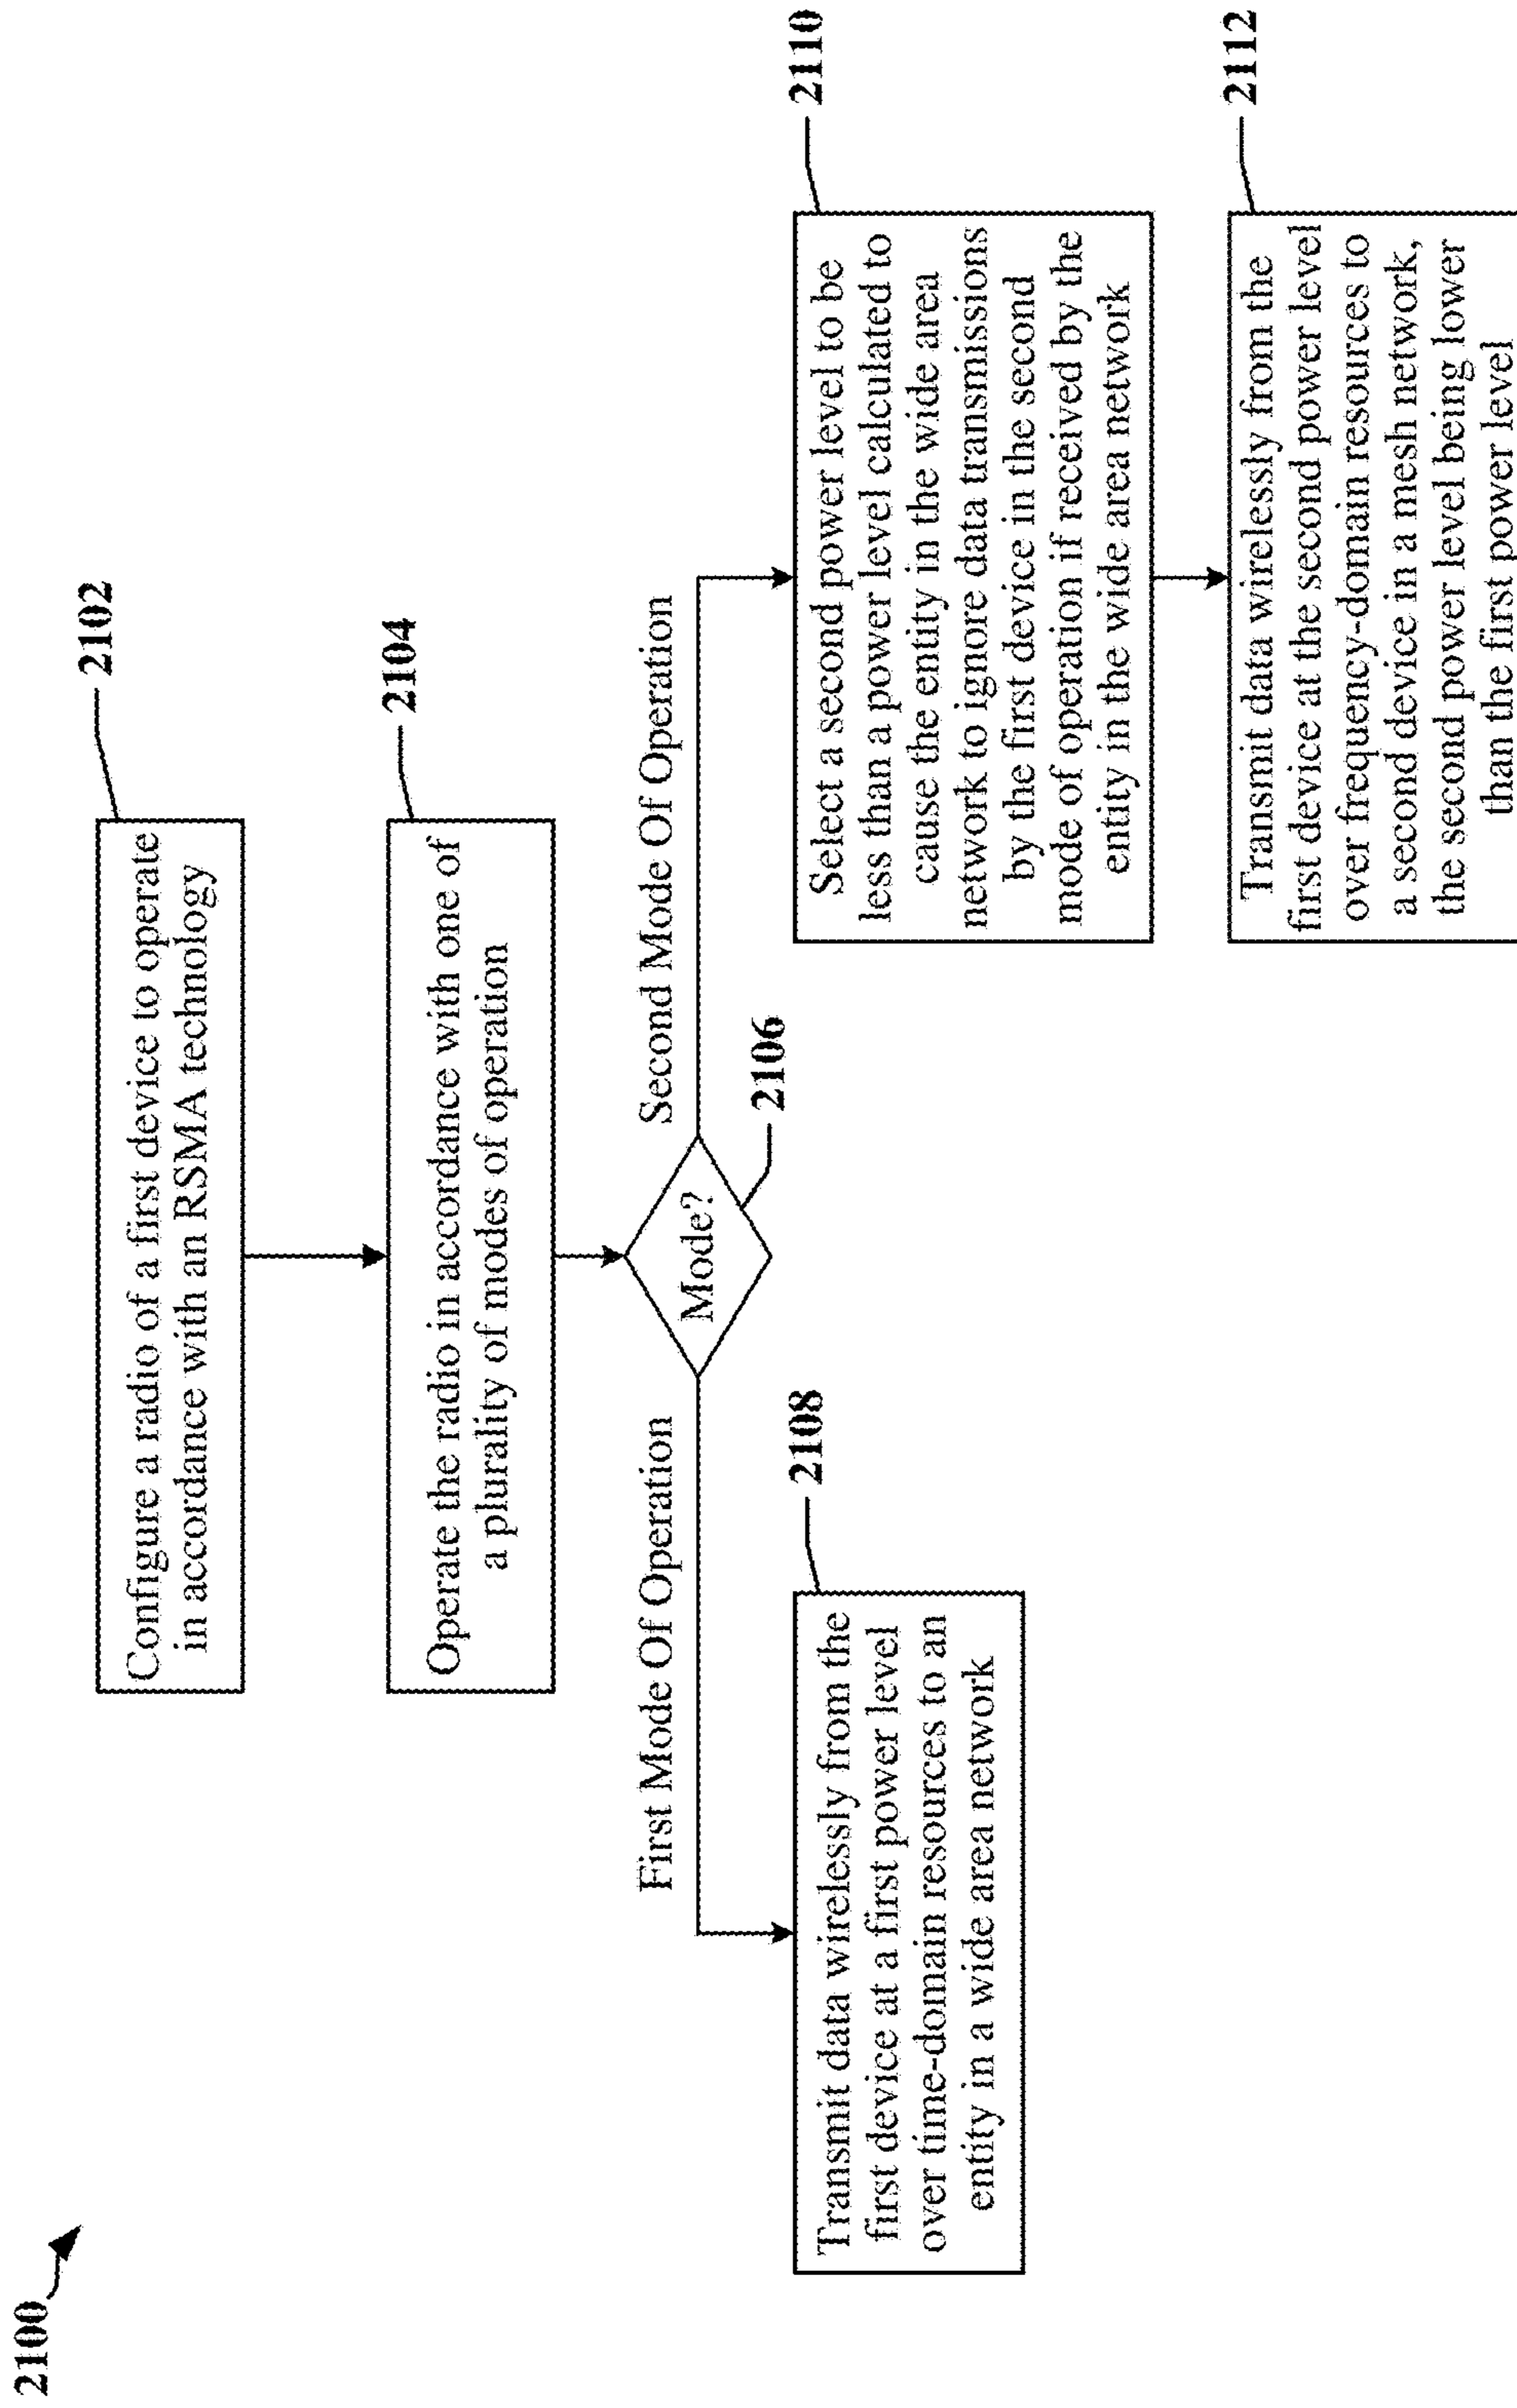 2100
2102
Configure a radio of a first device to operate
in accordance with an RSMA technology
2104
Operate the radio in accordance with one of
a plurality of modes of operation
First Mode Of Operation
Second Mode Of Operation
Mode?
2106
2108
Transmit data wirelessly from the
first device at a first power level
over time-domain resources to an
entity in a wide area network
2110
Select a second power level to be
less than a power level calculated to
cause the entity in the wide area
network to ignore data transmissions
by the first device in the second
mode of operation if received by the
entity in the wide area network
2112
Transmit data wirelessly from the
first device at the second power level
over frequency-domain resources to
a second device in a mesh network,
the second power level being lower
than the first power level